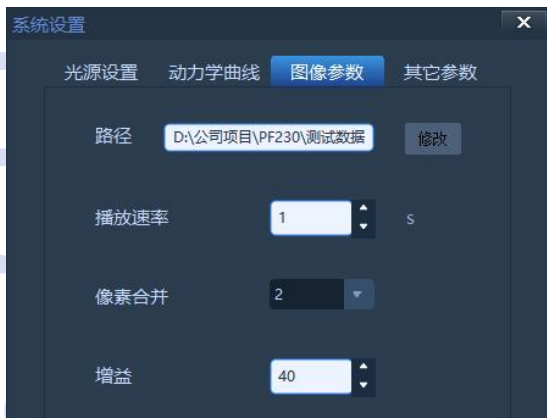 系统设置
光源设置 动力学曲线 图像参数 其它参数
路径 D:\公司项目\PF230\测试数据 修改
播放速率 1 s
像素合并 2
增益 40